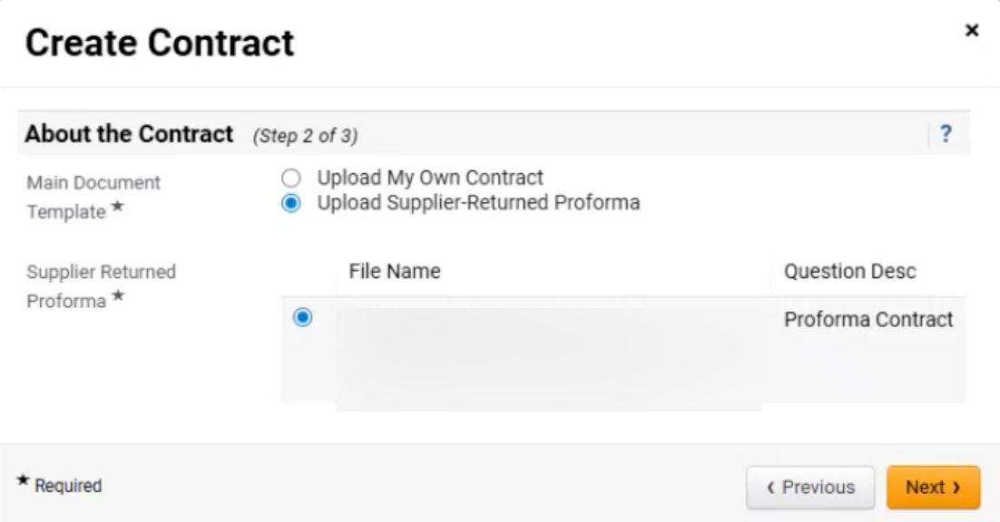 Create Contract
×
About the Contract (Step 2 of 3) ?
Main Document
Template ★
Upload My Own Contract
Upload Supplier-Returned Proforma
Supplier Returned
Proforma ★
File Name Question Desc
Proforma Contract
★ Required
‹ Previous Next ›